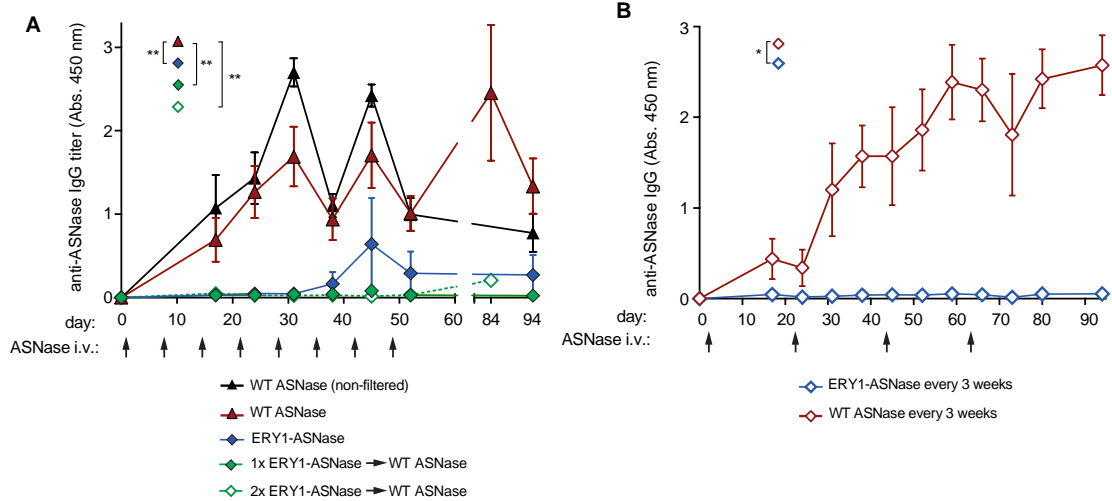 A
anti-ASNase IgG titer (Abs. 450 nm)
3
2
1
0
**
**
**
day: 0 10 20 30 40 50 60 84 94
ASNase i.v.:
WT ASNase (non-filtered)
WT ASNase
ERY1-ASNase
1x ERY1-ASNase → WT ASNase
2x ERY1-ASNase → WT ASNase
B
anti-ASNase IgG (Abs. 450 nm)
3
2
1
0
*
day: 0 10 20 30 40 50 60 70 80 90
ASNase i.v.:
ERY1-ASNase every 3 weeks
WT ASNase every 3 weeks